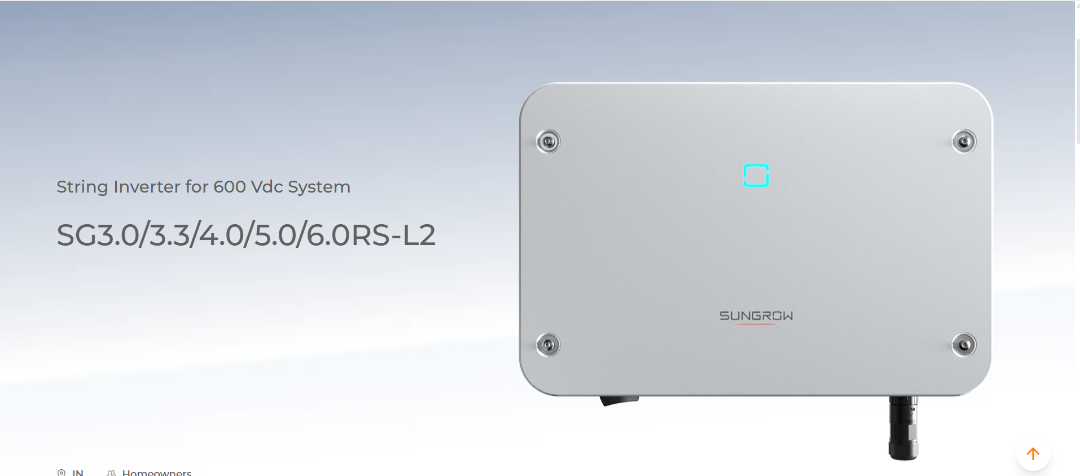 String Inverter for 600 Vdc System
SG3.0/3.3/4.0/5.0/6.0RS-L2
SUNGROW
IN Homeowners